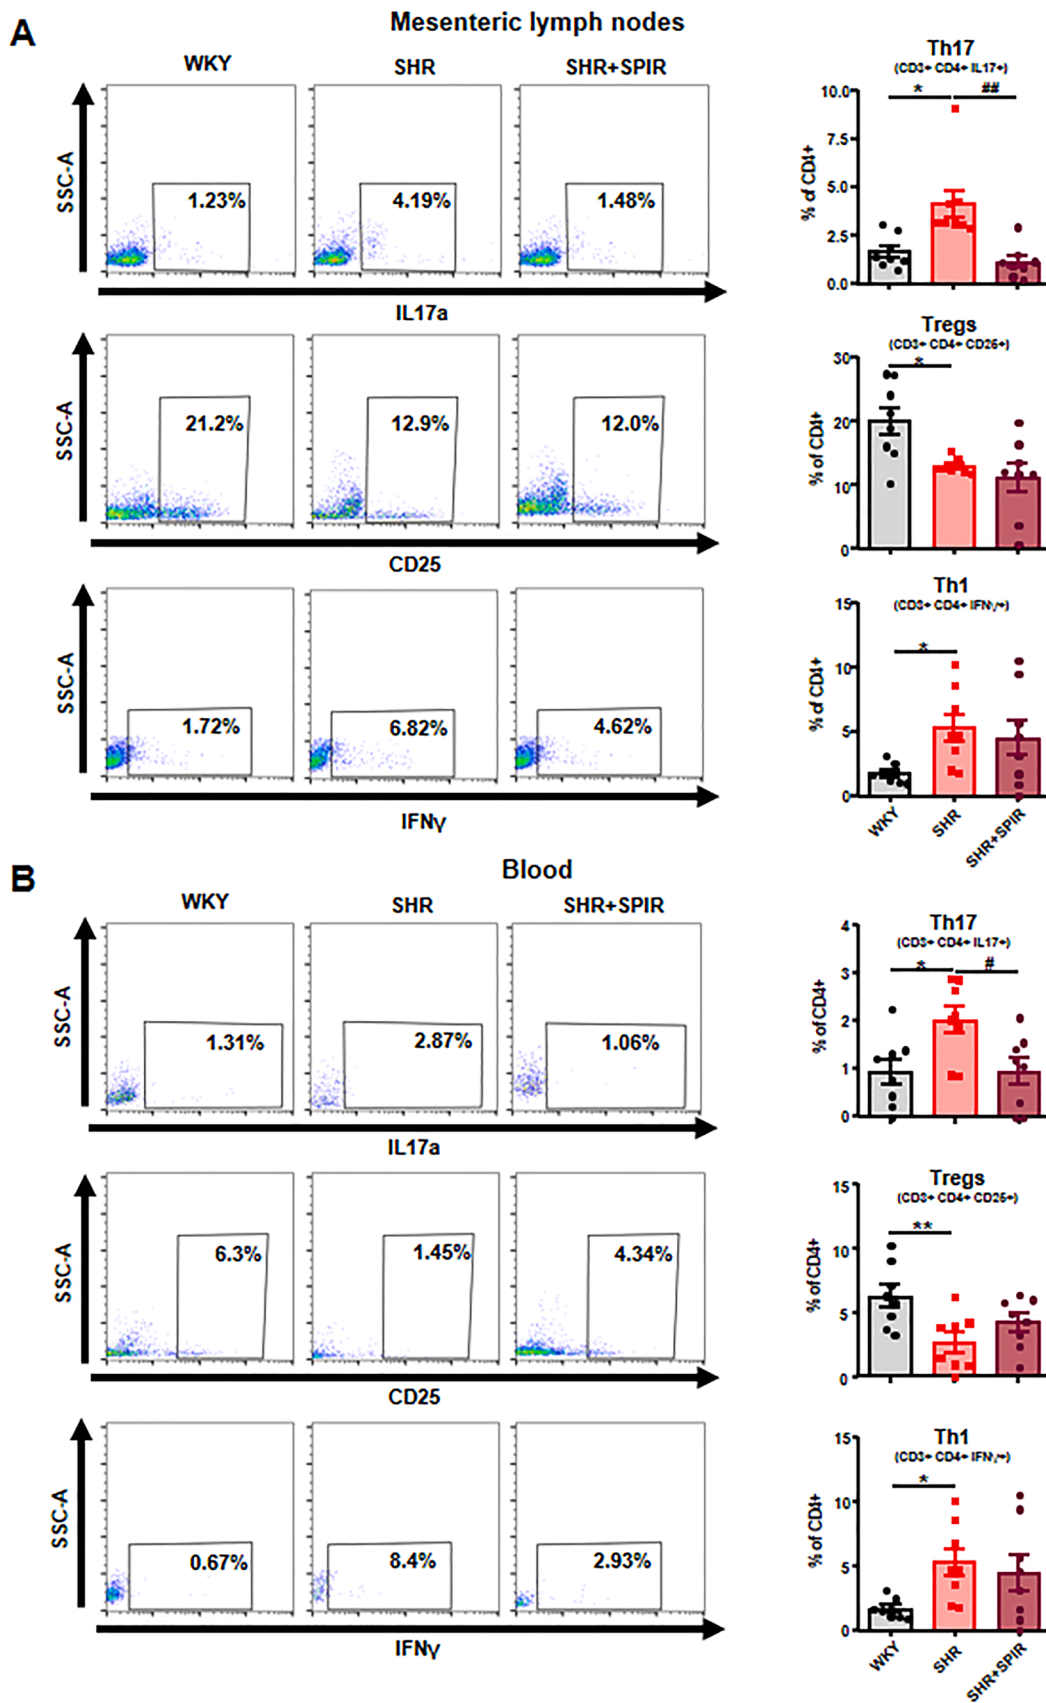 A
Mesenteric lymph nodes
WKY
SHR
SHR+SPIR
SSC-A
1.23%
4.19%
1.48%
IL17a
Th17
(CD3+ CD4+ IL17+)
% of CD4+
10.0
7.5
5.0
2.5
0.0
*
##
SSC-A
21.2%
12.9%
12.0%
CD25
Tregs
(CD3+ CD4+ CD25+)
% of CD4+
30
20
10
0
*
SSC-A
1.72%
6.82%
4.62%
IFNγ
Th1
(CD3+ CD4+ IFNγ+)
% of CD4+
15
10
5
0
*
WKY
SHR
SHR+SPIR
B
Blood
WKY
SHR
SHR+SPIR
SSC-A
1.31%
2.87%
1.06%
IL17a
Th17
(CD3+ CD4+ IL17+)
% of CD4+
4
3
2
1
0
*
#
SSC-A
6.3%
1.45%
4.34%
CD25
Tregs
(CD3+ CD4+ CD25+)
% of CD4+
15
10
5
0
**
SSC-A
0.67%
8.4%
2.93%
IFNγ
Th1
(CD3+ CD4+ IFNγ+)
% of CD4+
15
10
5
0
*
WKY
SHR
SHR+SPIR